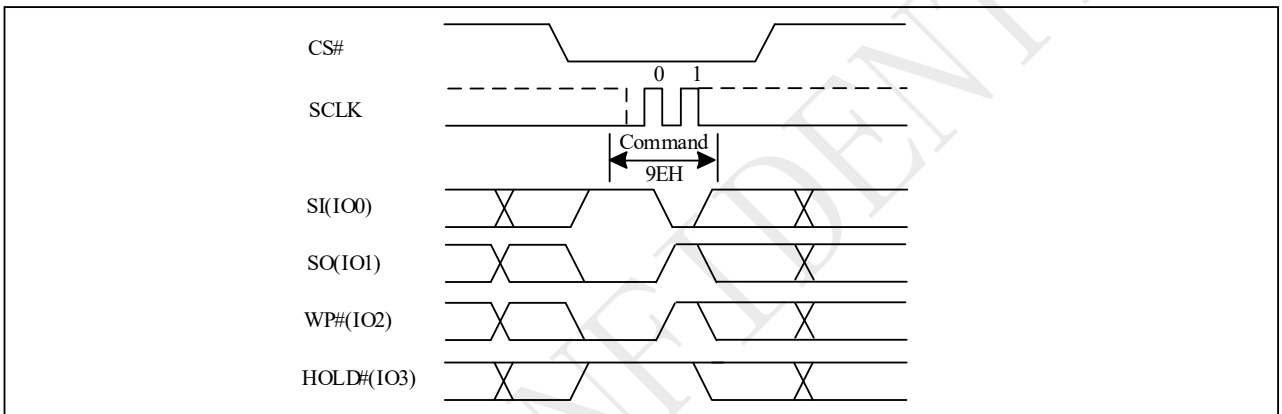 CS#
0 1
SCLK
Command
9EH
SI(IO0)
SO(IO1)
WP#(IO2)
HOLD#(IO3)